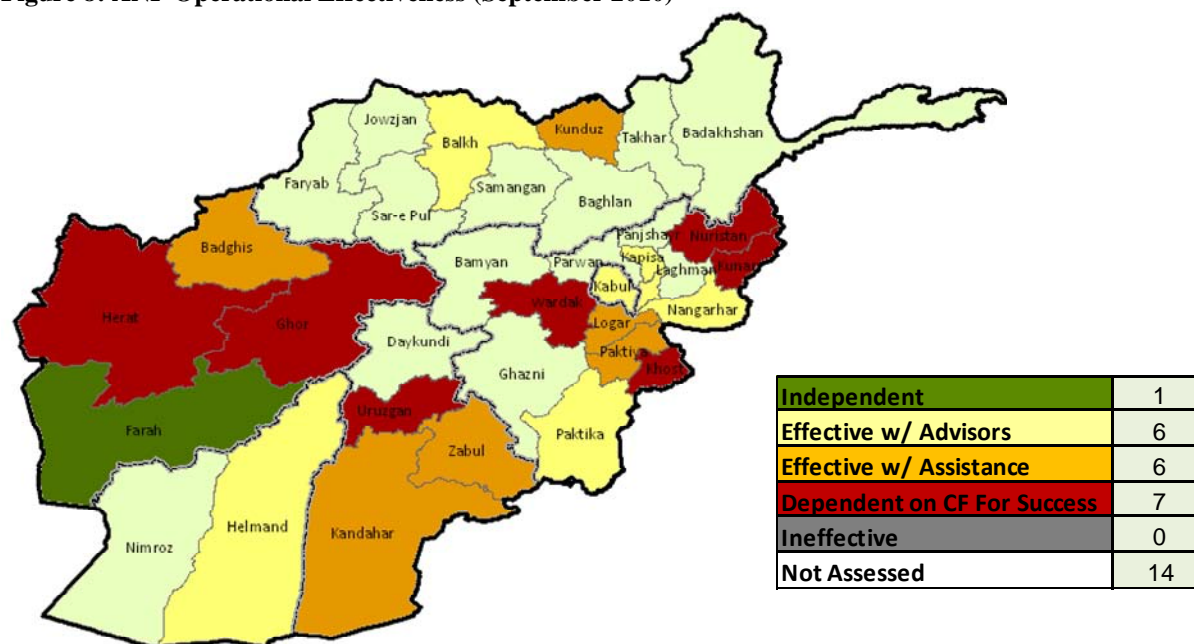 Figure ANP Operational Effectiveness (September 2010)
Jowzjan
Balkh
Kunduz
Takhar
Badakhshan
Faryab
Samangan
Baghlan
Sar-e Pul
Badghis
Panjshayr
Nuristan
Bamyan
Parwan
Kapisa
Laghman
Kunar
Kabul
Herat
Ghor
Wardak
Nangarhar
Logar
Daykundi
Paktiya
Ghazni
Khost
Uruzgan
Farah
Paktika
Zabul
Helmand
Kandahar
Nimroz
Independent 1
Effective w/ Advisors 6
Effective w/ Assistance 6
Dependent on CF For Success 7
Ineffective 0
Not Assessed 14